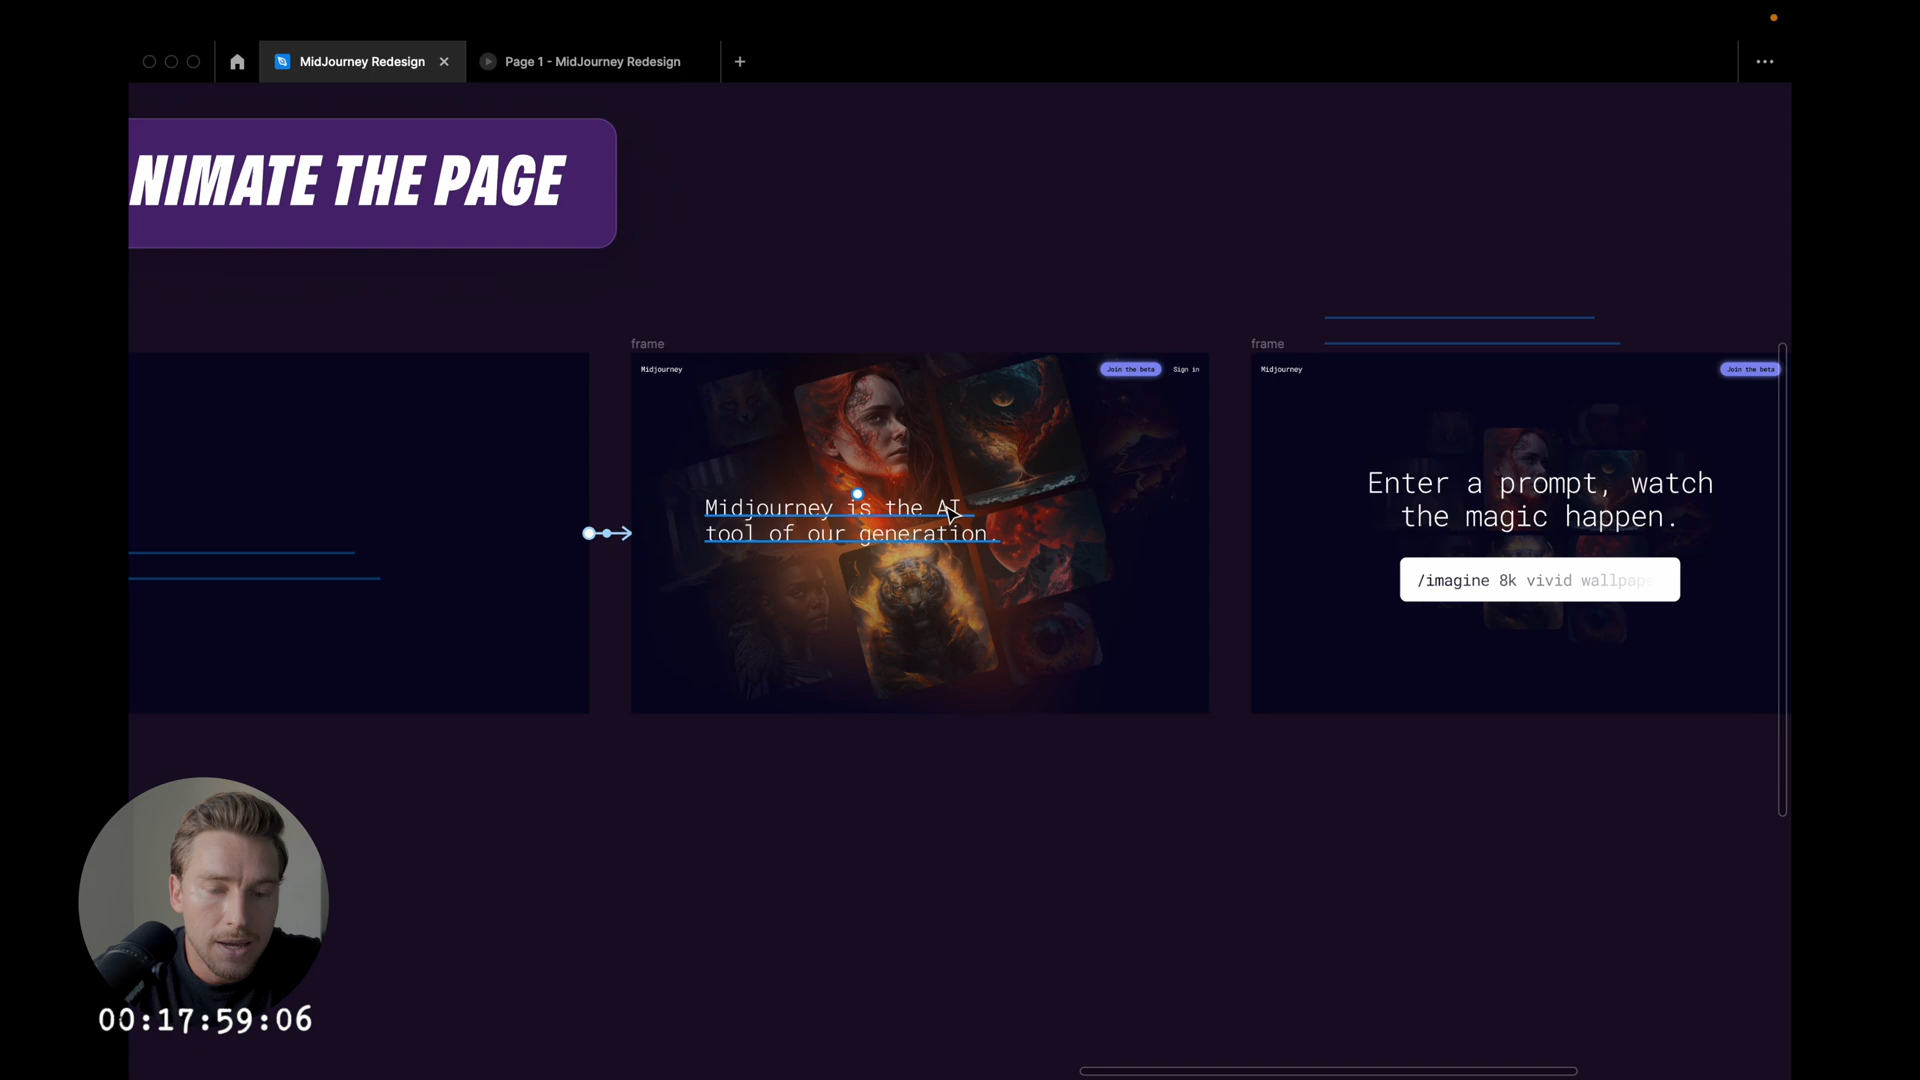 MidJourney Redesign
Page 1 - MidJourney Redesign
NIMATE THE PAGE
frame
Midjourney
Join the beta
Sign in
Midjourney is the AI
tool of our generation.
frame
Midjourney
Join the beta
Enter a prompt, watch
the magic happen.
/imagine 8k vivid wallpape
00:17:59:06